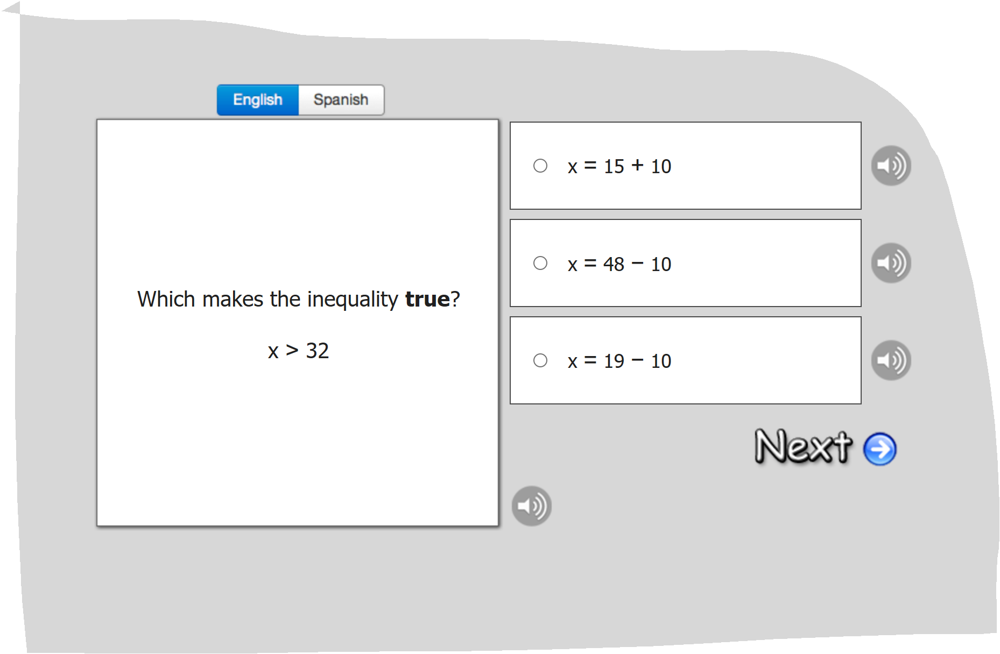 English Spanish
Which makes the inequality true?
x > 32
x = 15 + 10
x = 48 − 10
x = 19 − 10
Next